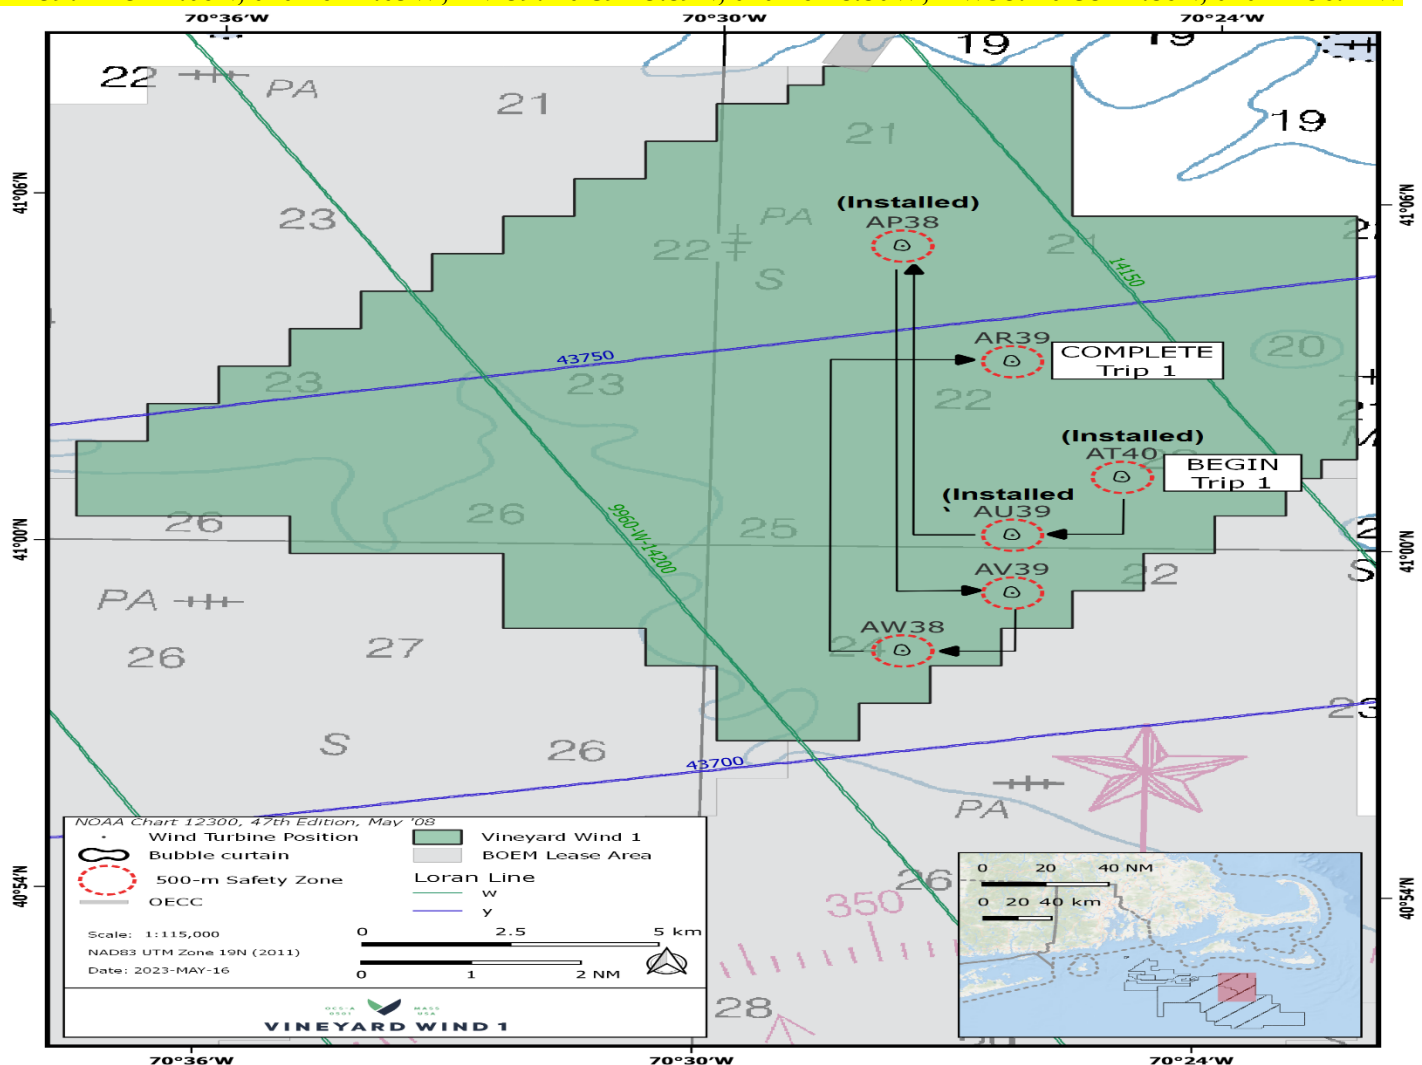 70°36'W 70°30'W 70°24'W
22 PA 21 19 19
19
21
41°06'N 41°06'N
(Installed)
AP38
23 PA 22 21
S
14150
43750
AR39
COMPLETE
Trip 1
20
23 23 22
(Installed)
AT40
BEGIN
Trip 1
(Installed
AU39
26 26 25
9960-W-14200
41°00'N 41°00'N
AV39
22 S
PA
26 27
AW38
24
23
S 26
43700
PA
NOAA Chart 12300, 47th Edition, May '08
Wind Turbine Position
Bubble curtain
500-m Safety Zone
OECC
Vineyard Wind 1
BOEM Lease Area
Loran Line
w
y
Scale: 1:115,000
NAD83 UTM Zone 19N (2011)
Date: 2023-MAY-16
0 2.5 5 km
0 1 2 NM
VINEYARD WIND 1
40°54'N 40°54'N
26
350
28
0 20 40 NM
0 20 40 km
70°36'W 70°30'W 70°24'W